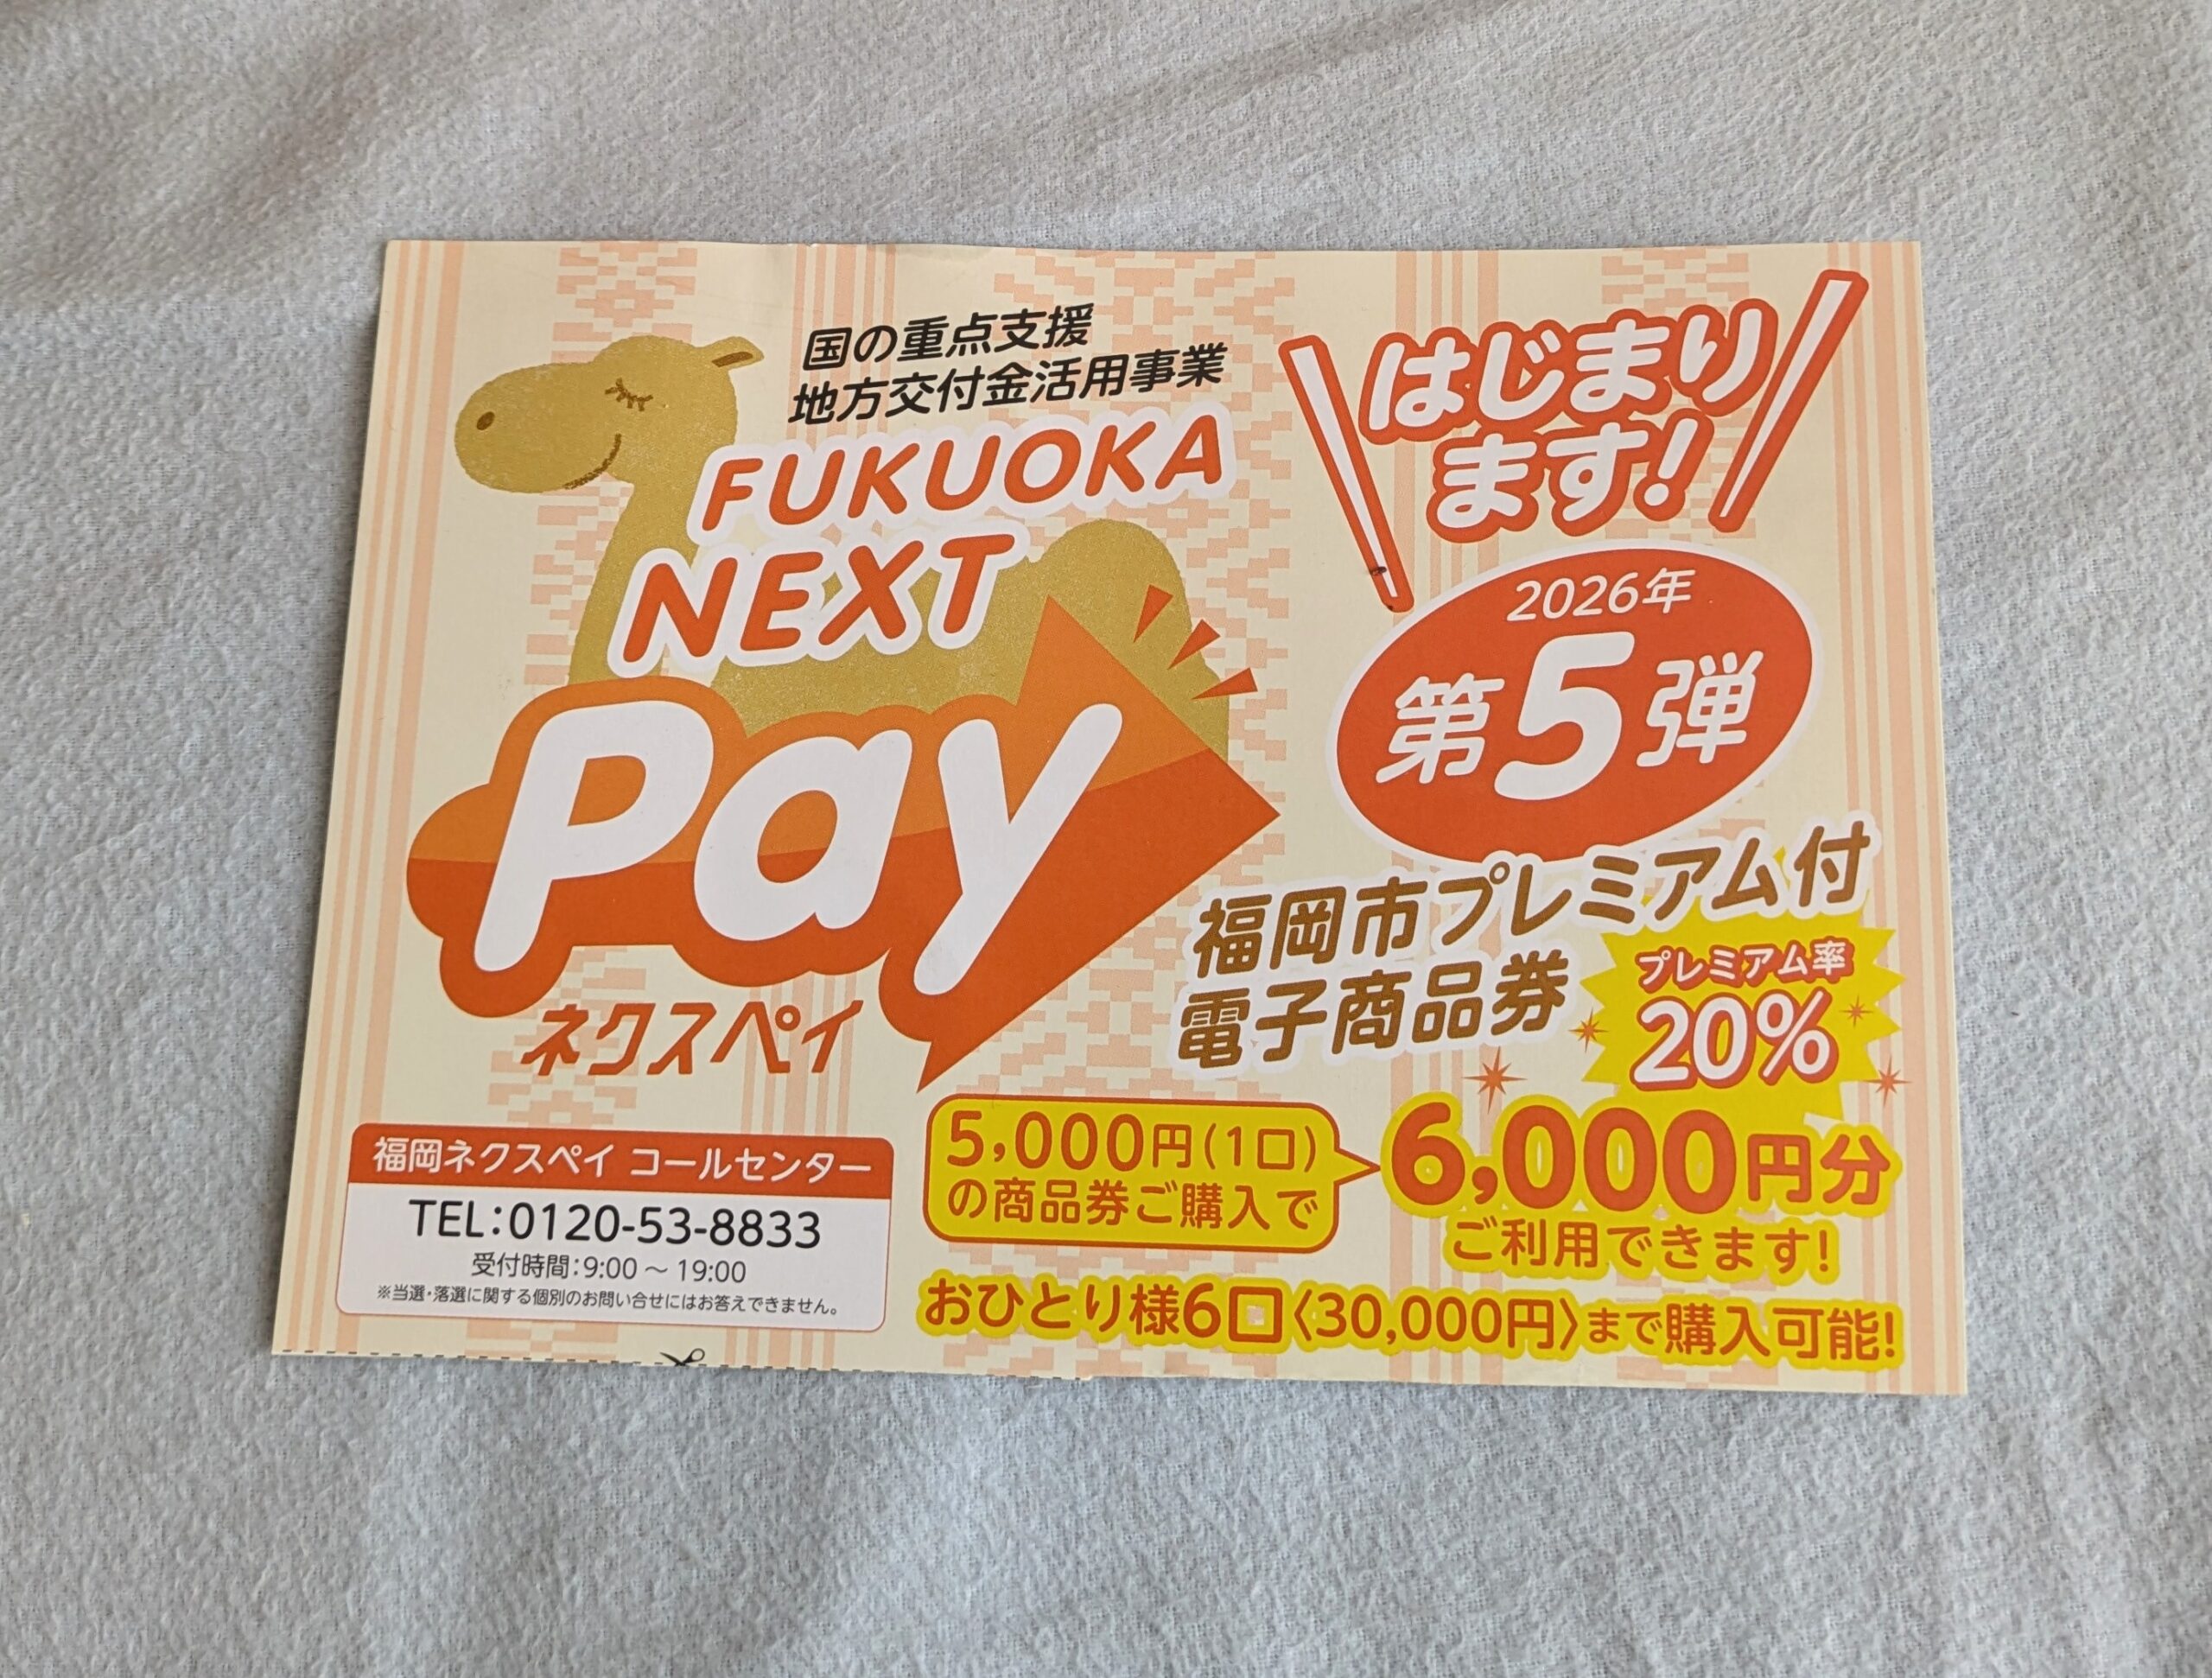 国の重点支援
地方交付金活用事業
FUKUOKA
NEXT
Pay
ネクスペイ
はじまり
ます!
2026年
第5弾
福岡市プレミアム付
電子商品券
プレミアム率
20%
5,000円(1口)
の商品券ご購入で
6,000円分
ご利用できます!
おひとり様6口〈30,000円〉まで購入可能!
福岡ネクスペイ コールセンター
TEL:0120-53-8833
受付時間:9:00～19:00
※当選・落選に関する個別のお問い合せにはお答えできません。